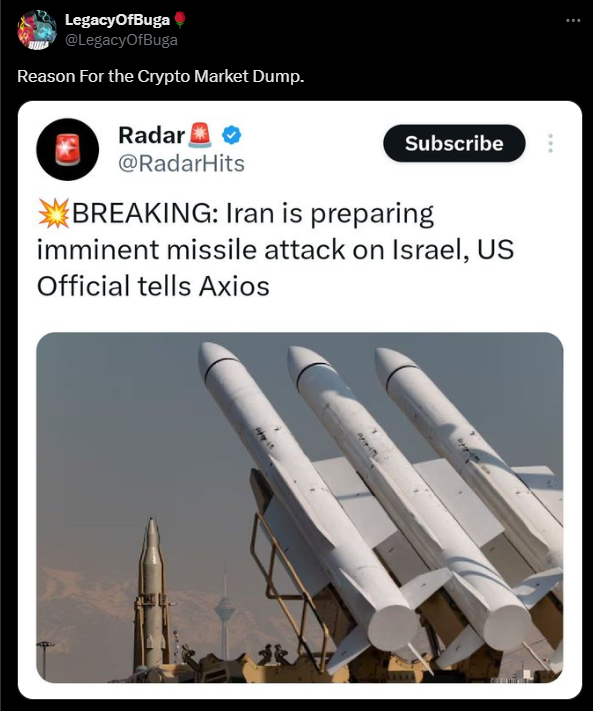 LegacyOfBuga🌹
@LegacyOfBuga
Reason For the Crypto Market Dump.
Radar🚨
@RadarHits
Subscribe
💥BREAKING: Iran is preparing
imminent missile attack on Israel, US
Official tells Axios